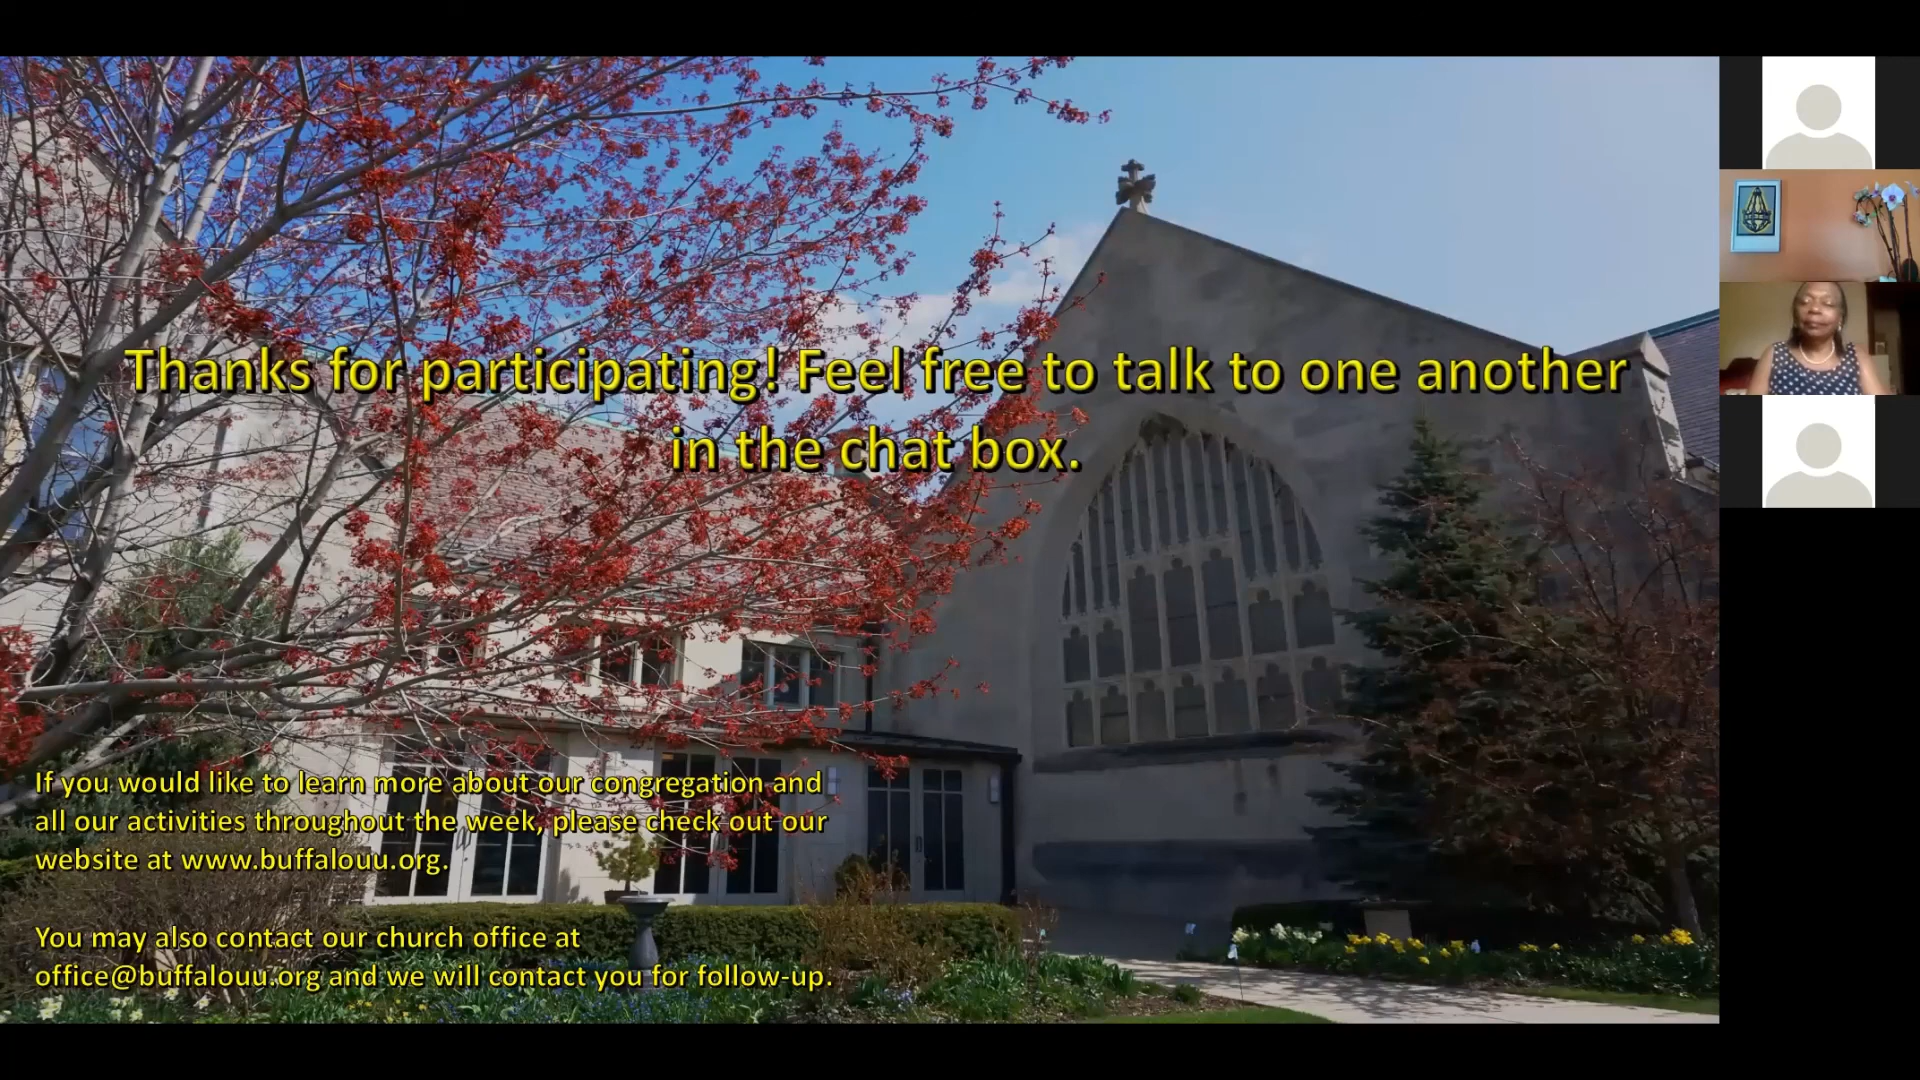 Thanks for participating! Feel free to talk to one another
in the chat box.
If you would like to learn more about our congregation and
all our activities throughout the week, please check out our
website at www.buffalouu.org.
You may also contact our church office at
office@buffalouu.org and we will contact you for follow-up.